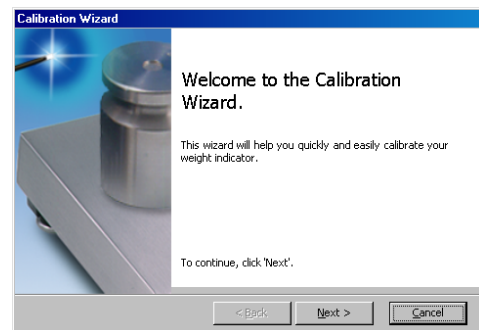 Calibration Wizard
Welcome to the Calibration
Wizard.
This wizard will help you quickly and easily calibrate your
weight indicator.
To continue, click 'Next'.
< Back
Next >
Cancel